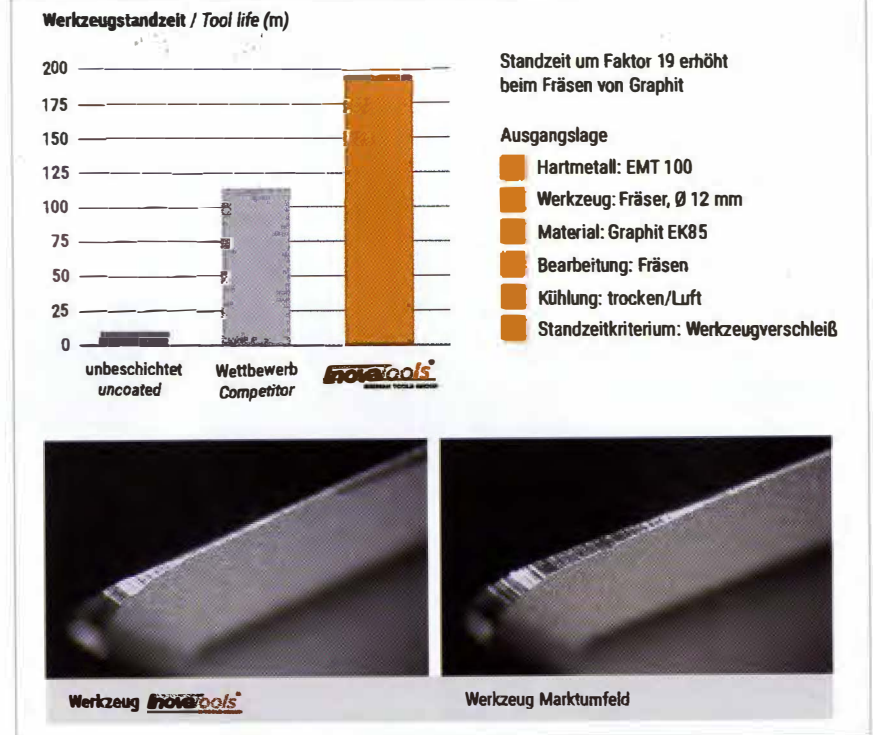 Werkzeugstandzeit / Tool life (m)
200
175
150
125
100
75
50
25
0
unbeschichtet
uncoated
Wettbewerb
Competitor
InovaTools
Standzeit um Faktor 19 erhöht
beim Fräsen von Graphit
Ausgangslage
Hartmetall: EMT 100
Werkzeug: Fräser, Ø 12 mm
Material: Graphit EK85
Bearbeitung: Fräsen
Kühlung: trocken/Luft
Standzeitkriterium: Werkzeugverschleiß
Werkzeug InovaTools
Werkzeug Marktumfeld